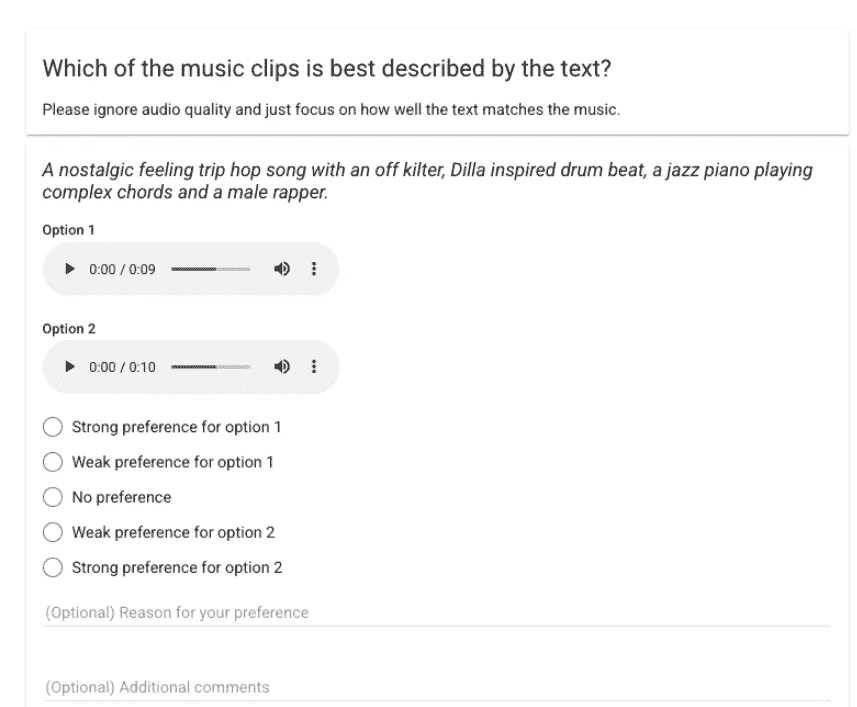 Which of the music clips is best described by the text?
Please ignore audio quality and just focus on how well the text matches the music.
A nostalgic feeling trip hop song with an off kilter, Dilla inspired drum beat, a jazz piano playing
complex chords and a male rapper.
Option 1
0:00 / 0:09
Option 2
0:00 / 0:10
Strong preference for option 1
Weak preference for option 1
No preference
Weak preference for option 2
Strong preference for option 2
(Optional) Reason for your preference
(Optional) Additional comments